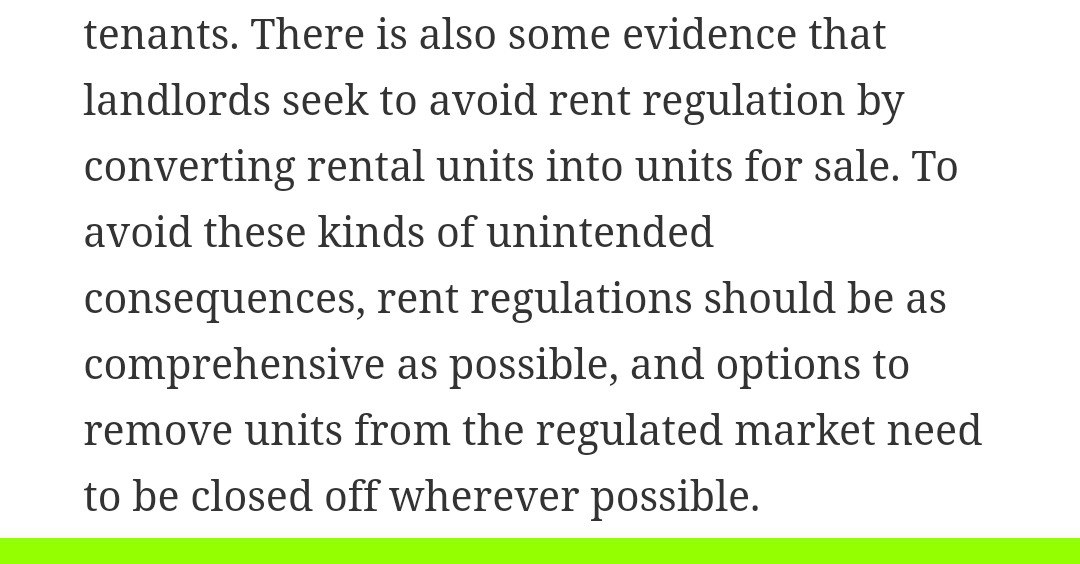 tenants. There is also some evidence that
landlords seek to avoid rent regulation by
converting rental units into units for sale. To
avoid these kinds of unintended
consequences, rent regulations should be as
comprehensive as possible, and options to
remove units from the regulated market need
to be closed off wherever possible.